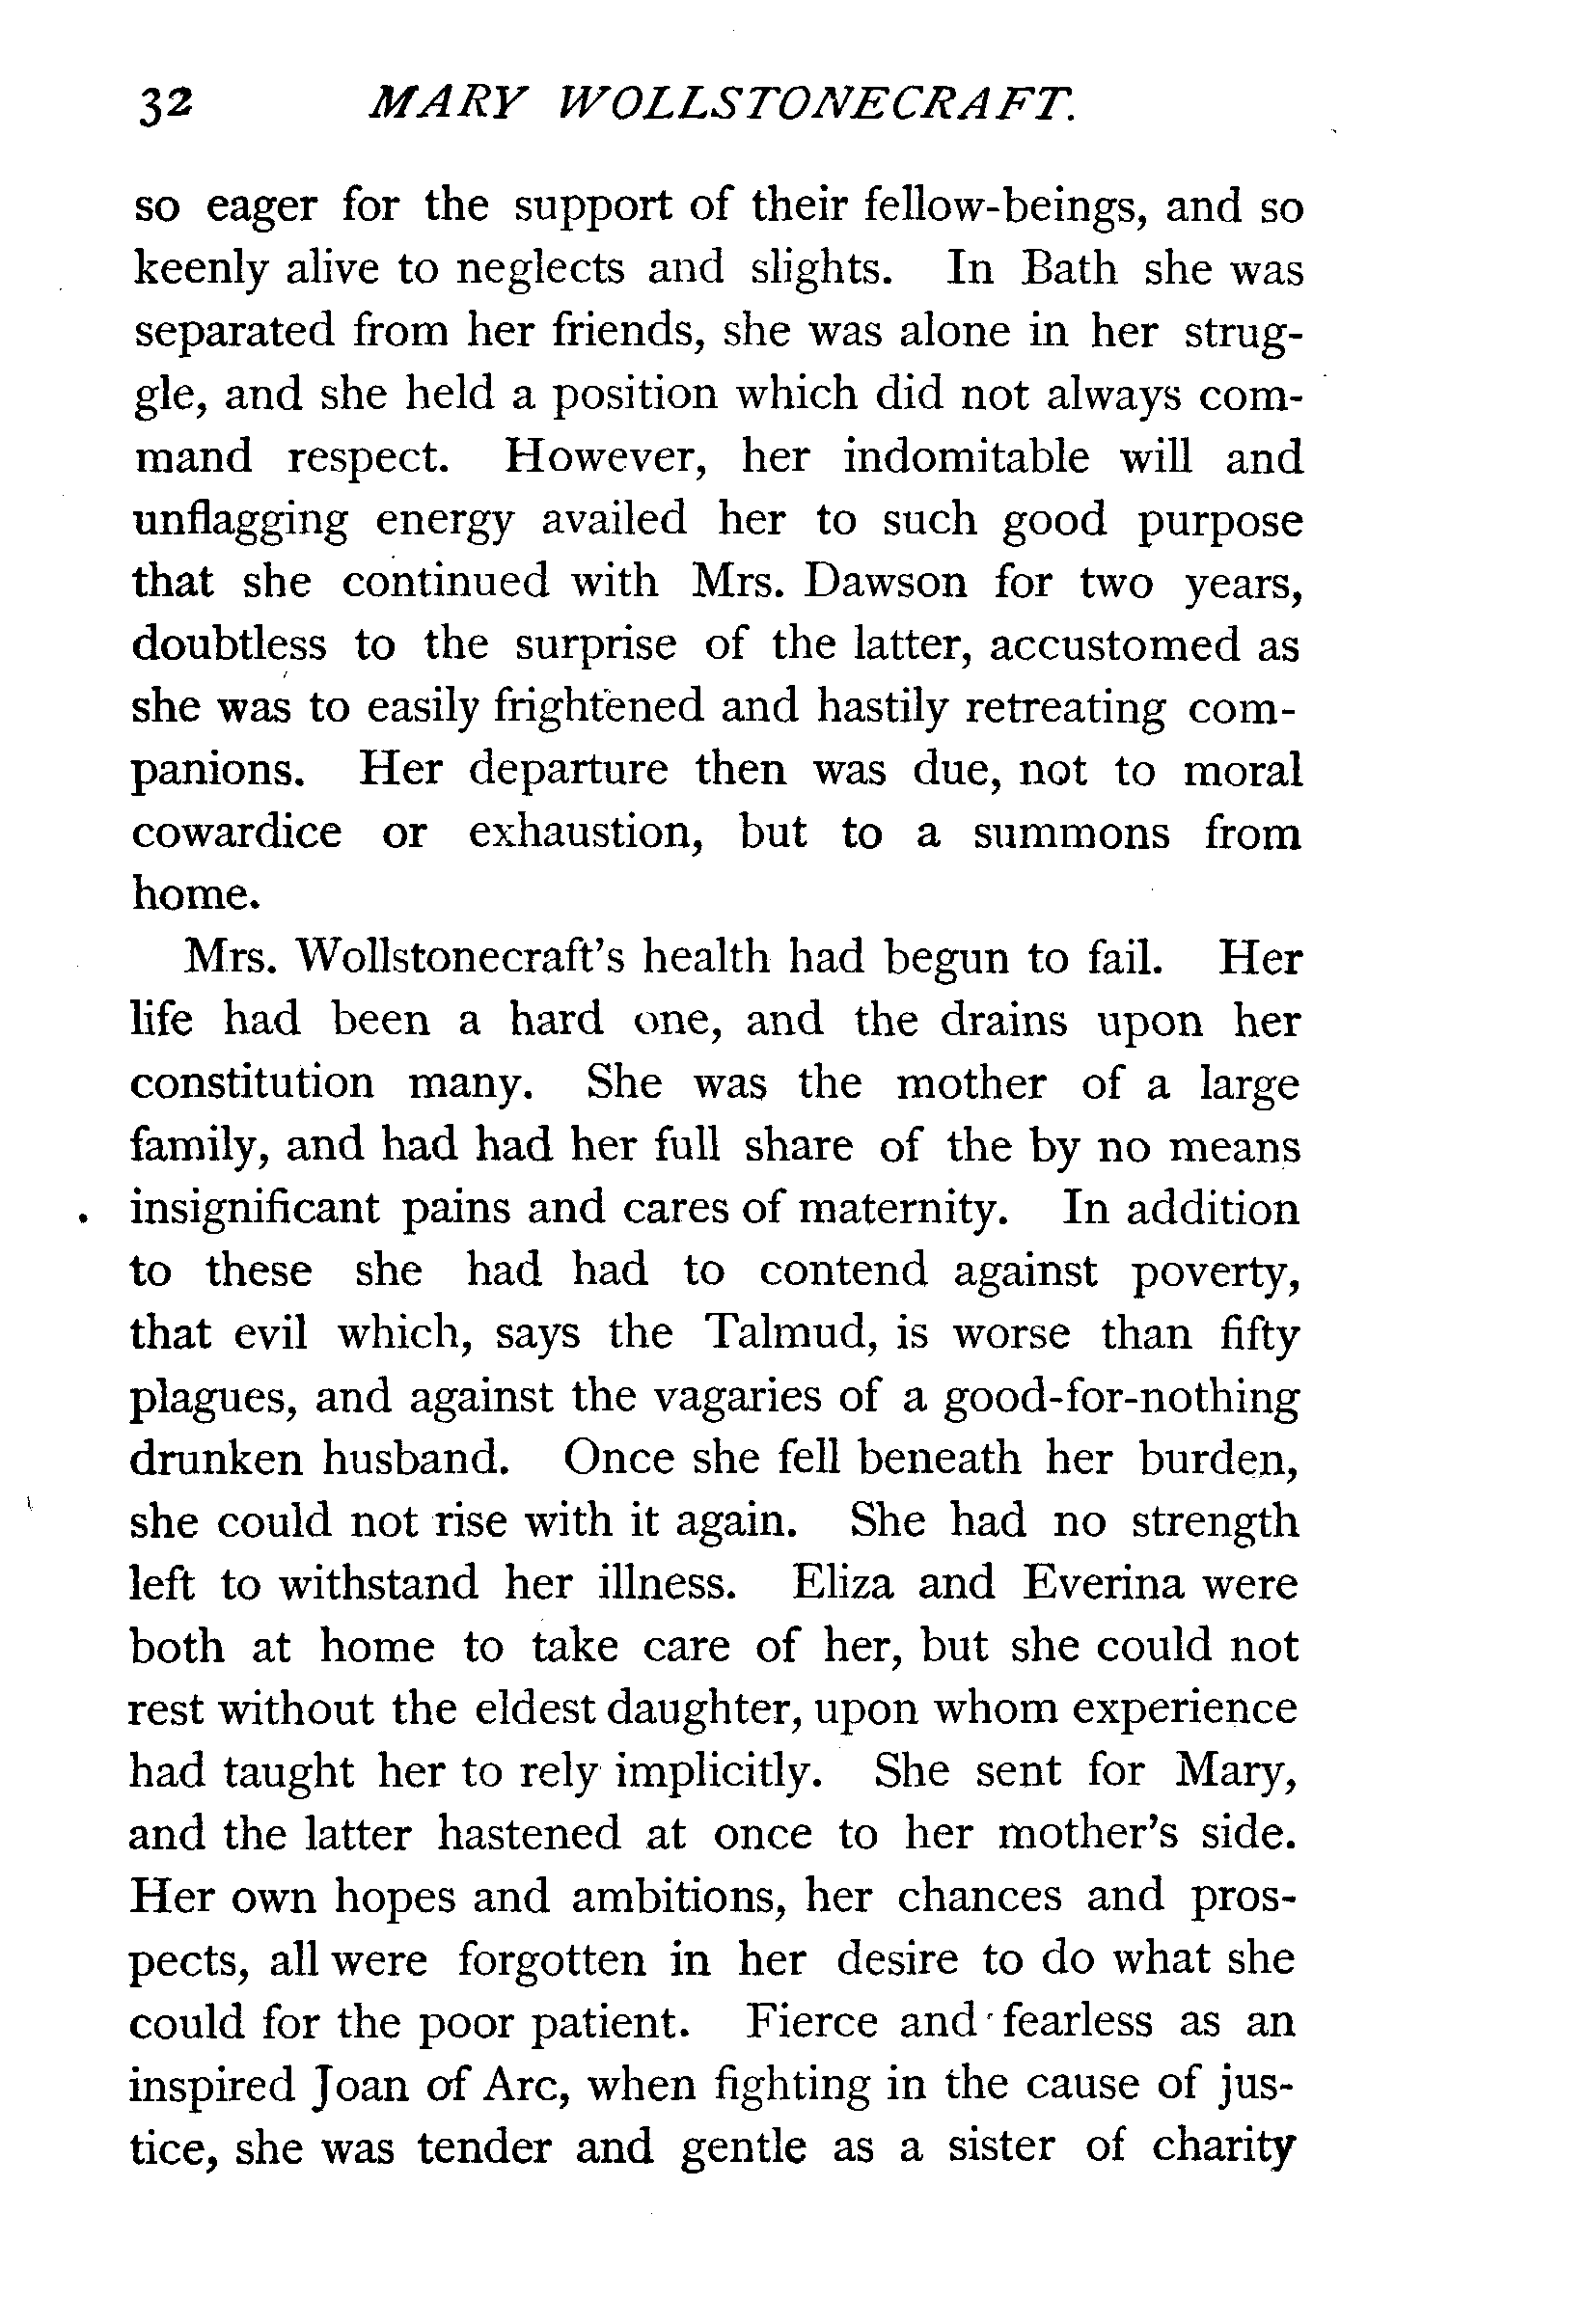 32 MARY WOLLSTONECRAFT.
so eager for the support of their fellow-beings, and so
keenly alive to neglects and slights. In Bath she was
separated from her friends, she was alone in her strug-
gle, and she held a position which did not always com-
mand respect. However, her indomitable will and
unflagging energy availed her to such good purpose
that she continued with Mrs. Dawson for two years,
doubtless to the surprise of the latter, accustomed as
she was to easily frightened and hastily retreating com-
panions. Her departure then was due, not to moral
cowardice or exhaustion, but to a summons from
home.
Mrs. Wollstonecraft's health had begun to fail. Her
life had been a hard one, and the drains upon her
constitution many. She was the mother of a large
family, and had had her full share of the by no means
insignificant pains and cares of maternity. In addition
to these she had had to contend against poverty,
that evil which, says the Talmud, is worse than fifty
plagues, and against the vagaries of a good-for-nothing
drunken husband. Once she fell beneath her burden,
she could not rise with it again. She had no strength
left to withstand her illness. Eliza and Everina were
both at home to take care of her, but she could not
rest without the eldest daughter, upon whom experience
had taught her to rely implicitly. She sent for Mary,
and the latter hastened at once to her mother's side.
Her own hopes and ambitions, her chances and pros-
pects, all were forgotten in her desire to do what she
could for the poor patient. Fierce and fearless as an
inspired Joan of Arc, when fighting in the cause of jus-
tice, she was tender and gentle as a sister of charity